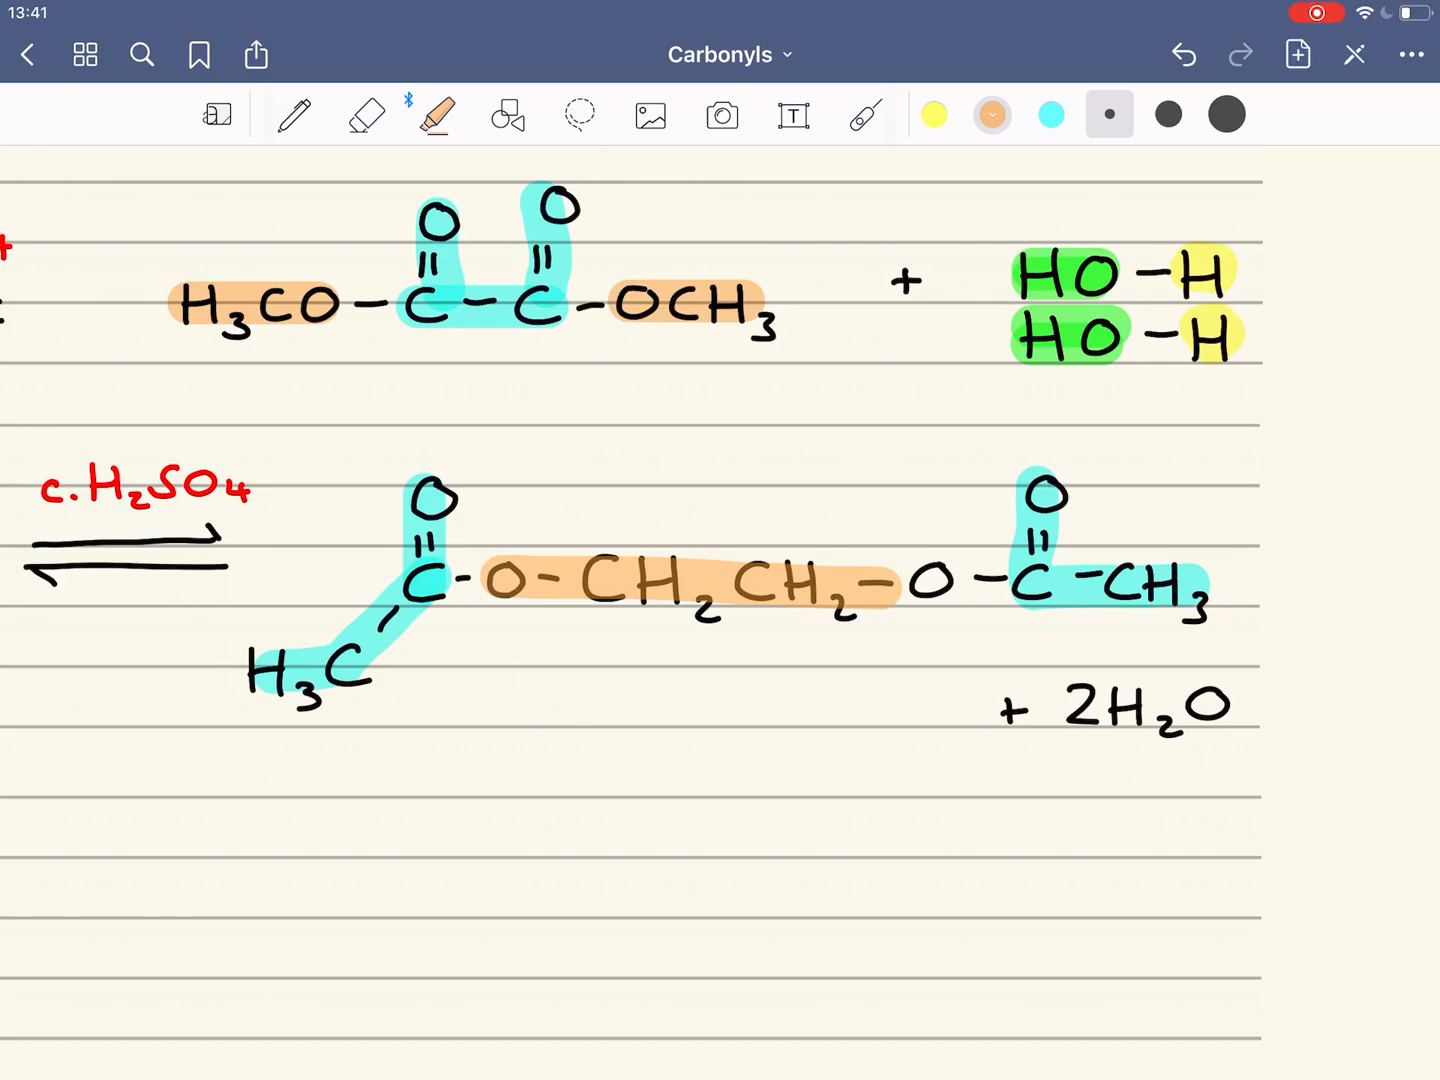 13:41
Carbonyls
T
O O
|| ||
H₃CO - C - C - OCH₃ + HO - H
HO - H
c. H₂SO₄
O O
|| ||
C - O - CH₂CH₂ - O - C - CH₃
H₃C
+ 2H₂O